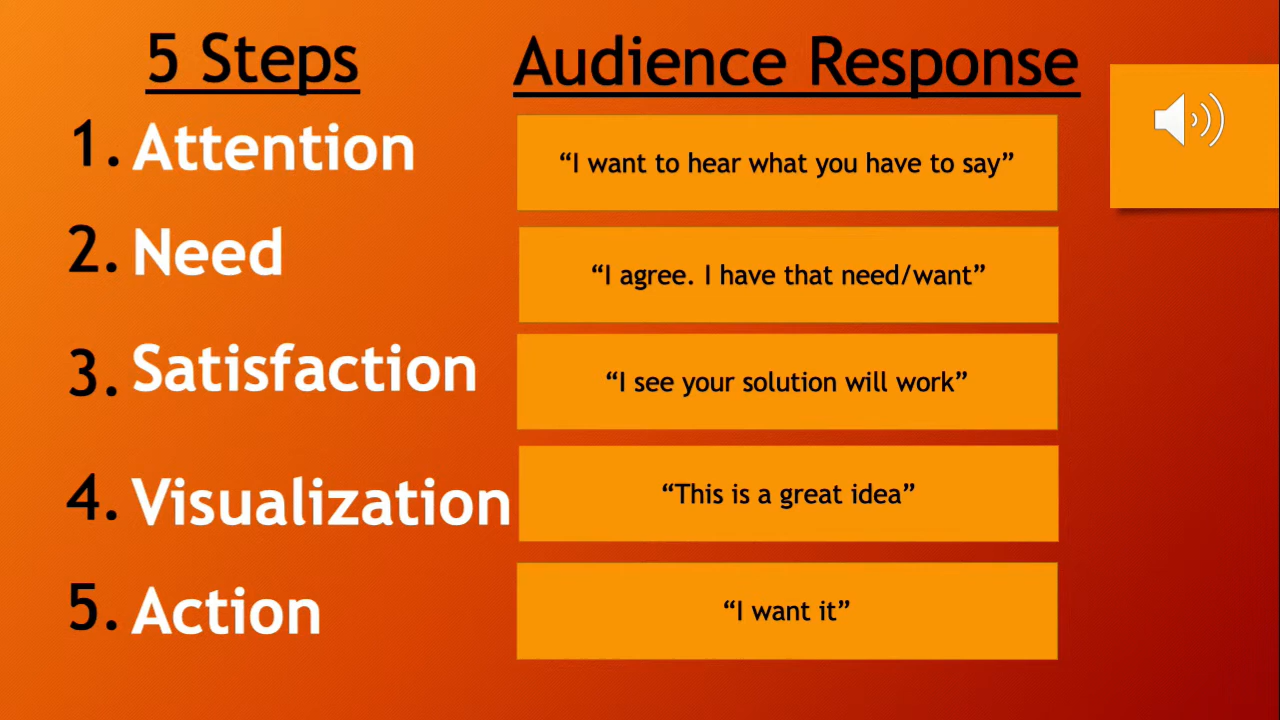 5 Steps
Audience Response
1. Attention
“I want to hear what you have to say”
2. Need
“I agree. I have that need/want”
3. Satisfaction
“I see your solution will work”
4. Visualization
“This is a great idea”
5. Action
“I want it”